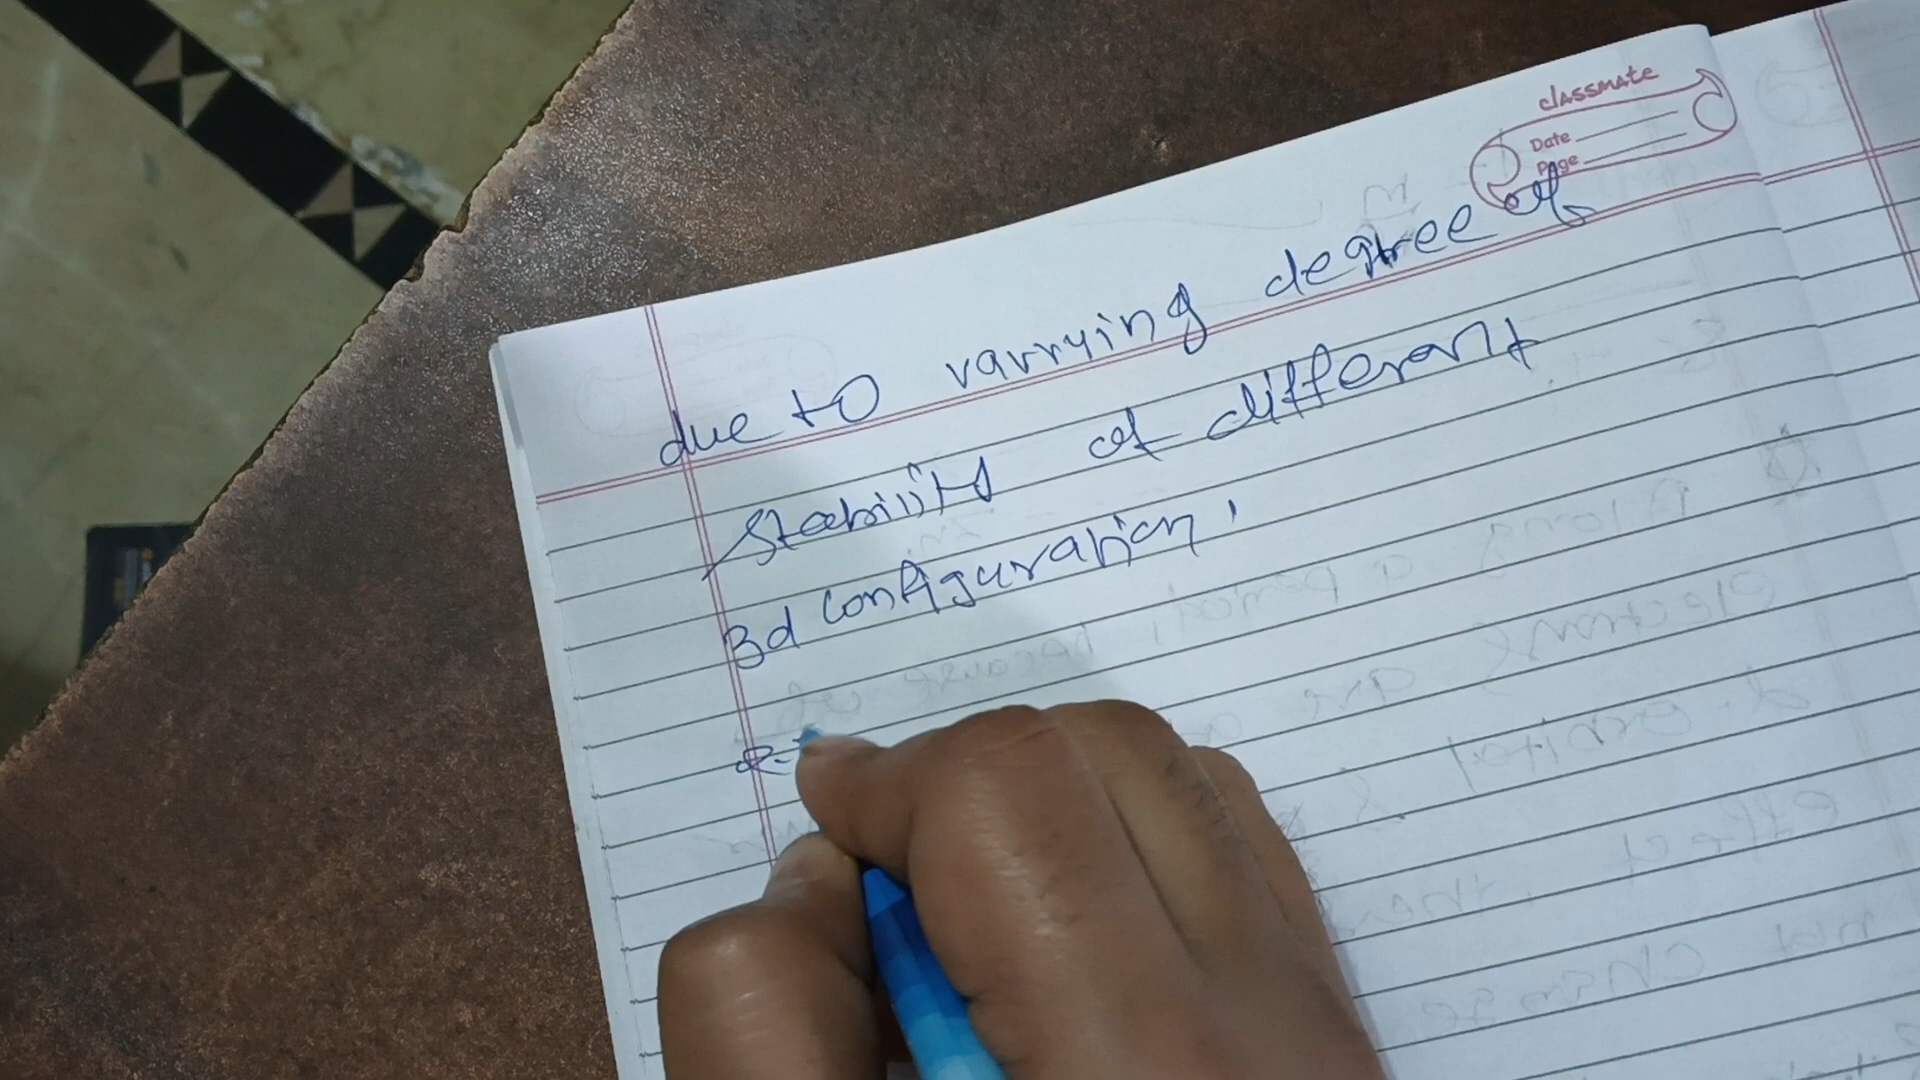 classmate
Date
Page
due to varrying degree of
stability of different
3d configuration,